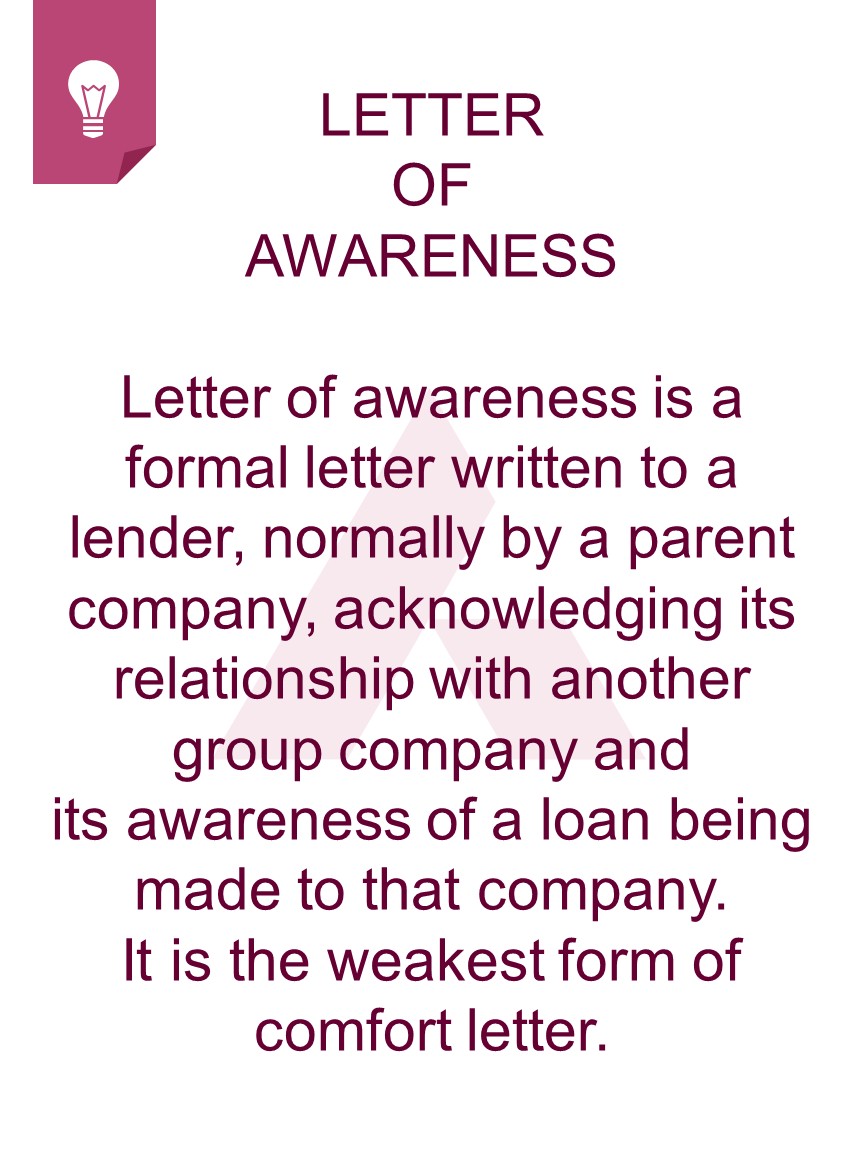 LETTER
OF
AWARENESS
Letter of awareness is a
formal letter written to a
lender, normally by a parent
company, acknowledging its
relationship with another
group company and
its awareness of a loan being
made to that company.
It is the weakest form of
comfort letter.